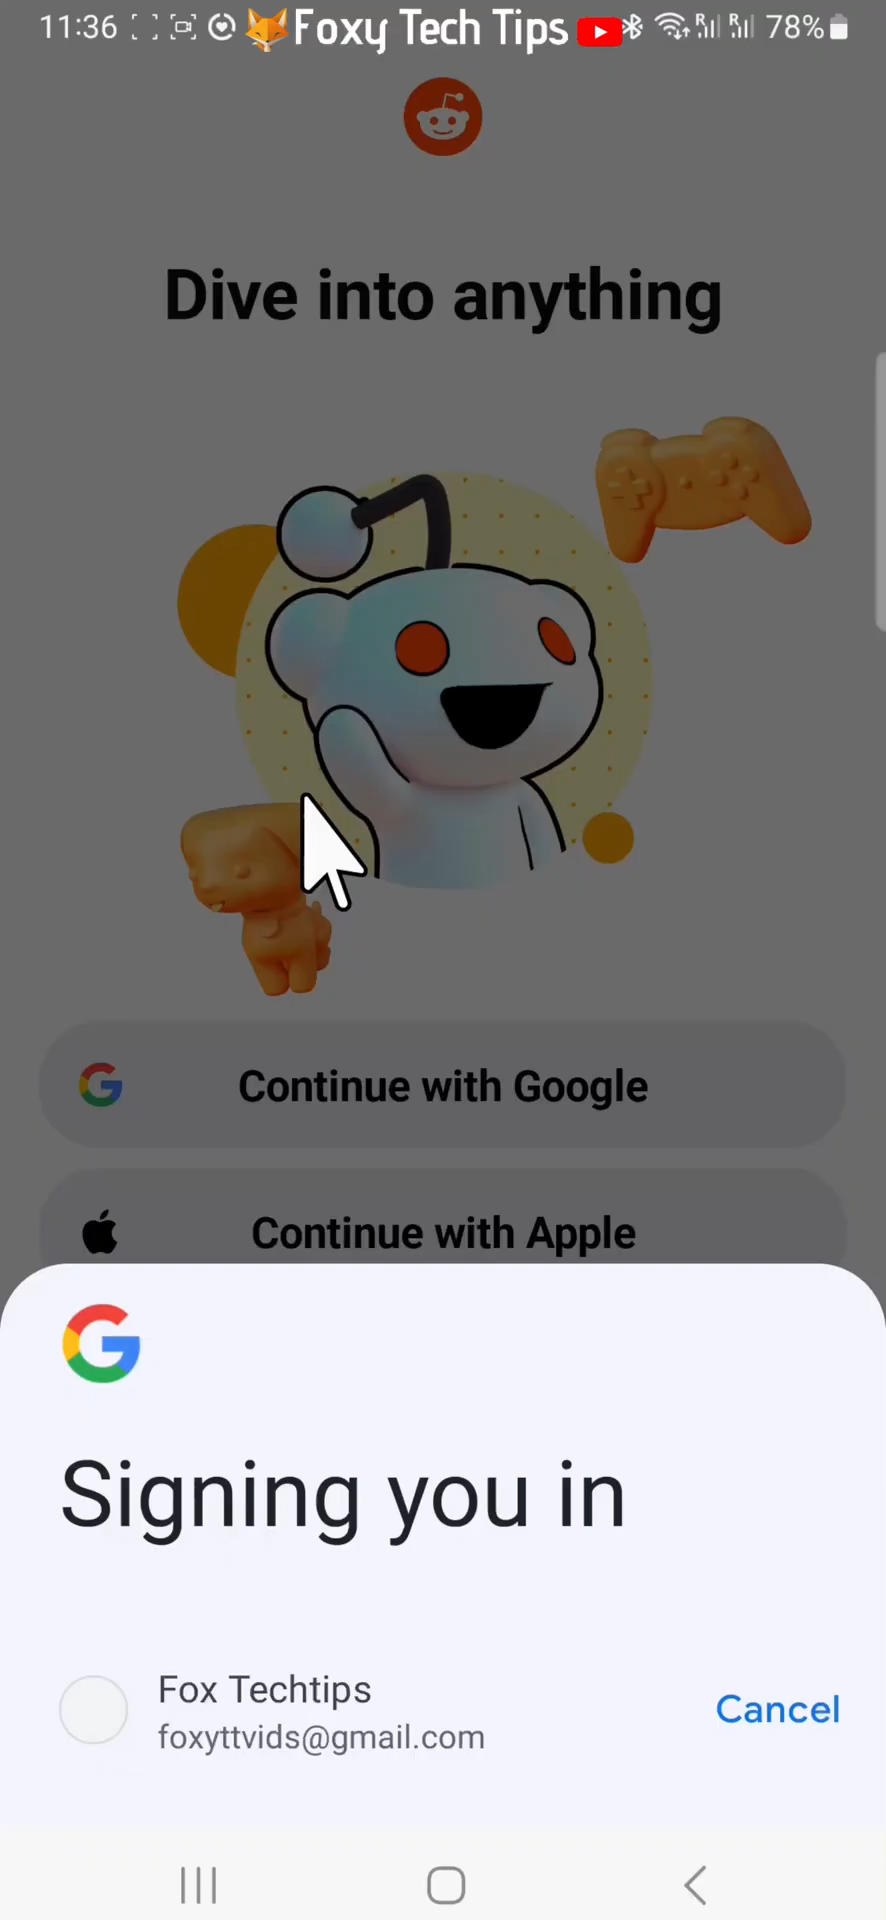 11:36 Foxy Tech Tips 78%
Dive into anything
Continue with Google
Continue with Apple
Signing you in
Fox Techtips
foxyttvids@gmail.com
Cancel